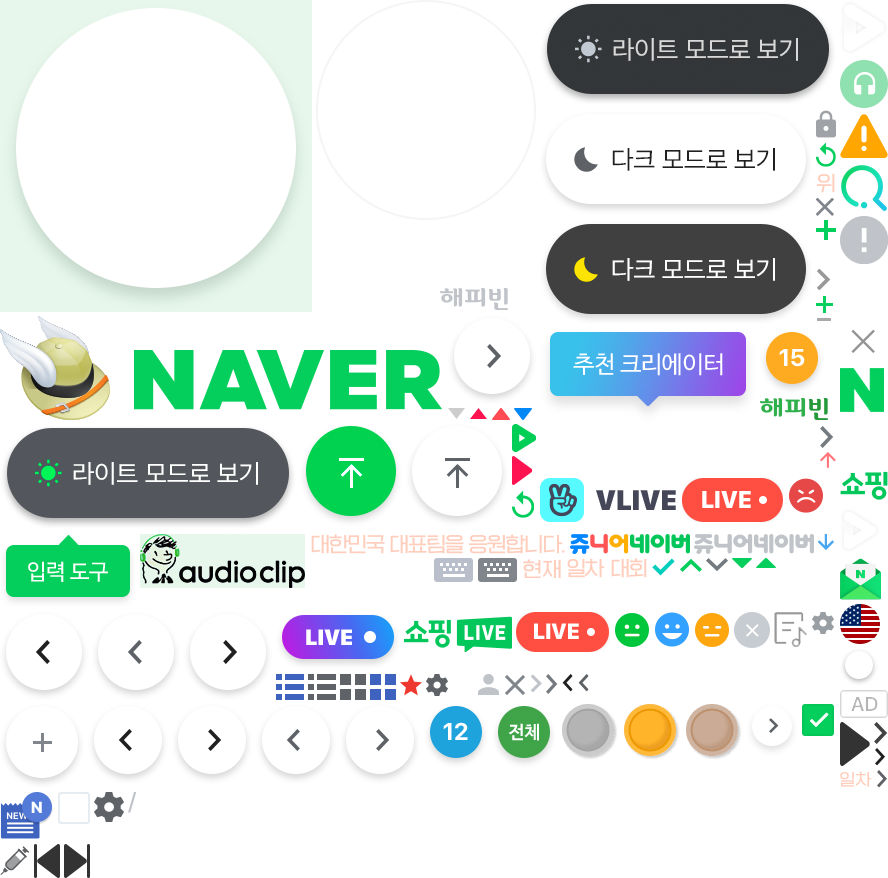 라이트 모드로 보기
다크 모드로 보기
위
다크 모드로 보기
해피빈
NAVER
추천 크리에이터
15
N
해피빈
라이트 모드로 보기
쇼핑
VLIVE
LIVE
입력 도구
audioclip
대한민국 대표팀을 응원합니다.
쥬니어네이버
쥬니어네이버
현재 일차 대회
N
LIVE
쇼핑
LIVE
LIVE
AD
12
전체
일차
NEWS
N